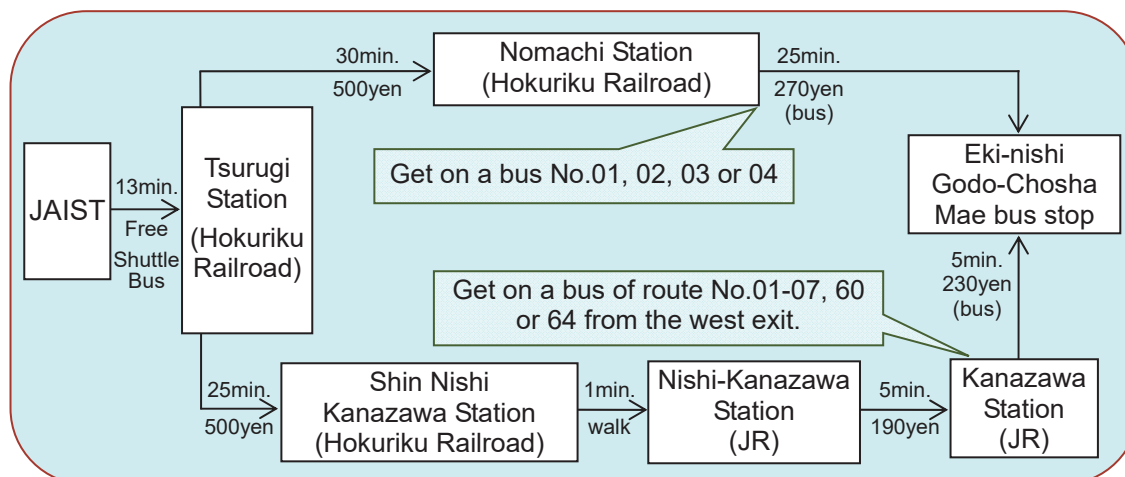 JAIST
13min.
Free
Shuttle
Bus
Tsurugi
Station
(Hokuriku
Railroad)
30min.
500yen
Nomachi Station
(Hokuriku Railroad)
25min.
270yen
(bus)
Get on a bus No.01, 02, 03 or 04
Eki-nishi
Godo-Chosha
Mae bus stop
25min.
500yen
Shin Nishi
Kanazawa Station
(Hokuriku Railroad)
1min.
walk
Nishi-Kanazawa
Station
(JR)
5min.
190yen
Kanazawa
Station
(JR)
Get on a bus of route No.01-07, 60
or 64 from the west exit.
5min.
230yen
(bus)